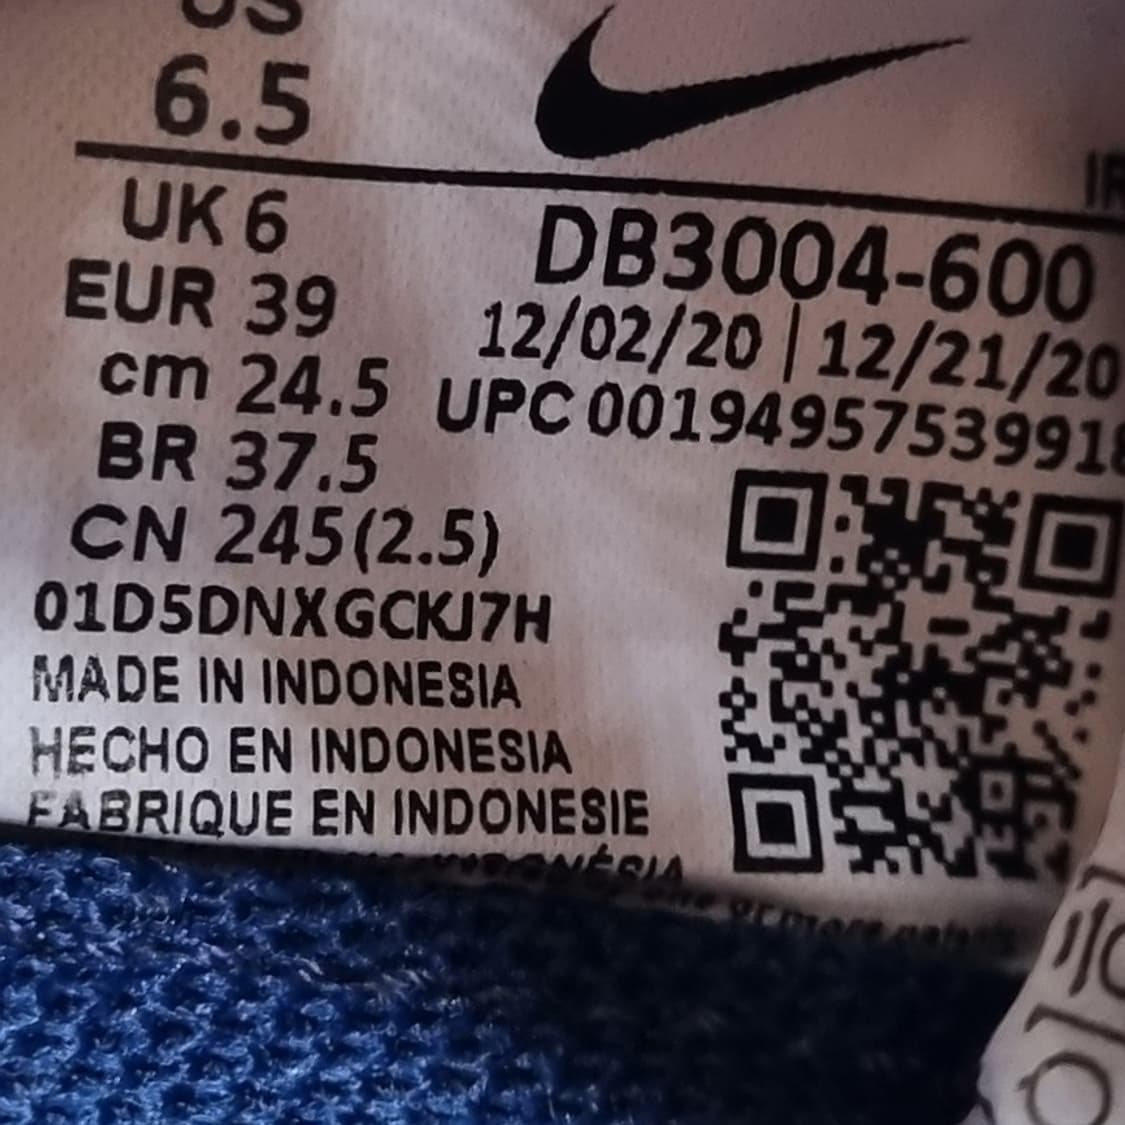 US
6.5
UK 6
EUR 39
cm 24.5
BR 37.5
CN 245(2.5)
01D5DNXGCKJ7H
MADE IN INDONESIA
HECHO EN INDONESIA
FABRIQUE EN INDONESIE
DB3004-600
12/02/20 | 12/21/20
UPC 00194957539918